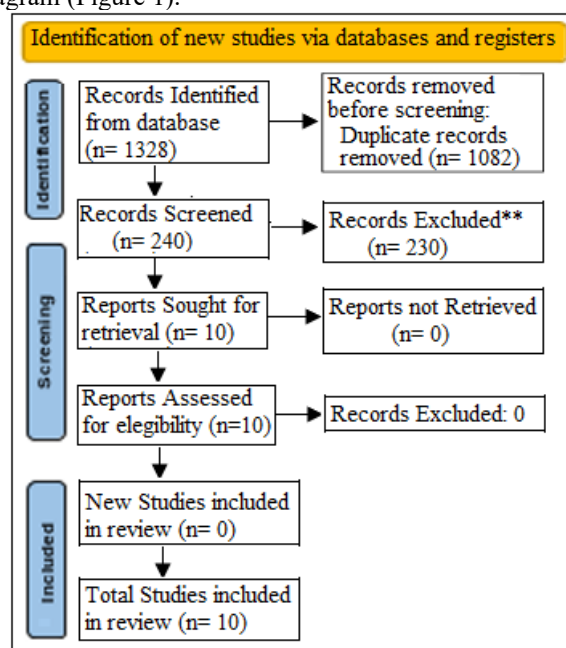 agram (Figure 1).
Identification of new studies via databases and registers
Identification
Records Identified
from database
(n= 1328)
Records removed
before screening:
Duplicate records
removed (n= 1082)
Records Screened
(n= 240)
Records Excluded**
(n= 230)
Screening
Reports Sought for
retrieval (n= 10)
Reports not Retrieved
(n= 0)
Reports Assessed
for elegibility (n=10)
Records Excluded: 0
Included
New Studies included
in review (n= 0)
Total Studies included
in review (n= 10)